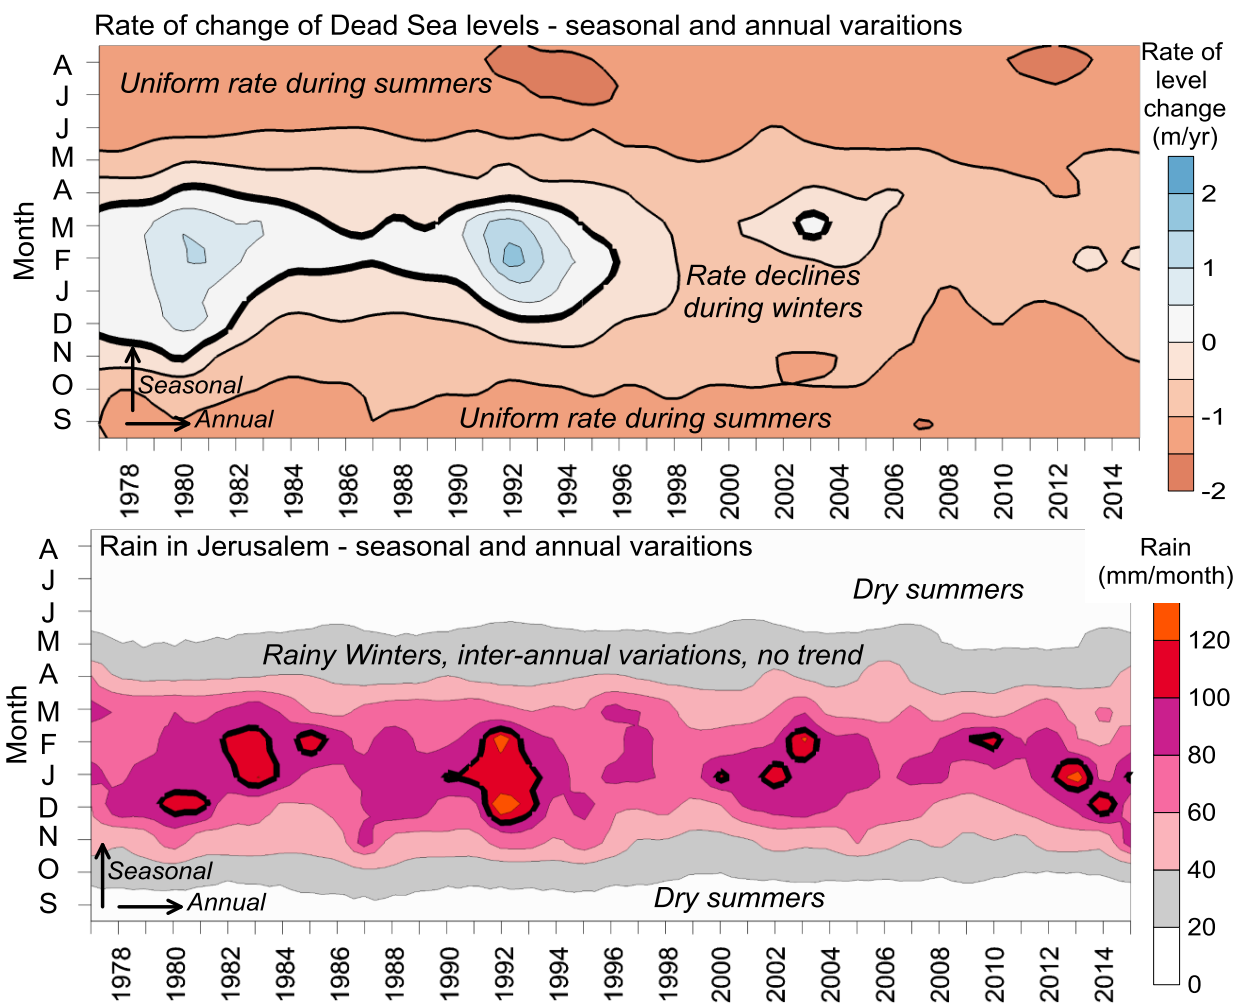 Rate of change of Dead Sea levels - seasonal and annual varaitions
Rate of
level
change
(m/yr)
Uniform rate during summers
A
J
J
M
A
M
F
J
D
N
O
S
Month
Rate declines
during winters
Seasonal
Annual
Uniform rate during summers
2
1
0
-1
-2
1978
1980
1982
1984
1986
1988
1990
1992
1994
1996
1998
2000
2002
2004
2006
2008
2010
2012
2014
Rain in Jerusalem - seasonal and annual varaitions
Rain
(mm/month)
Dry summers
A
J
J
M
A
M
F
J
D
N
O
S
Month
Rainy Winters, inter-annual variations, no trend
Seasonal
Annual
Dry summers
120
100
80
60
40
20
0
1978
1980
1982
1984
1986
1988
1990
1992
1994
1996
1998
2000
2002
2004
2006
2008
2010
2012
2014